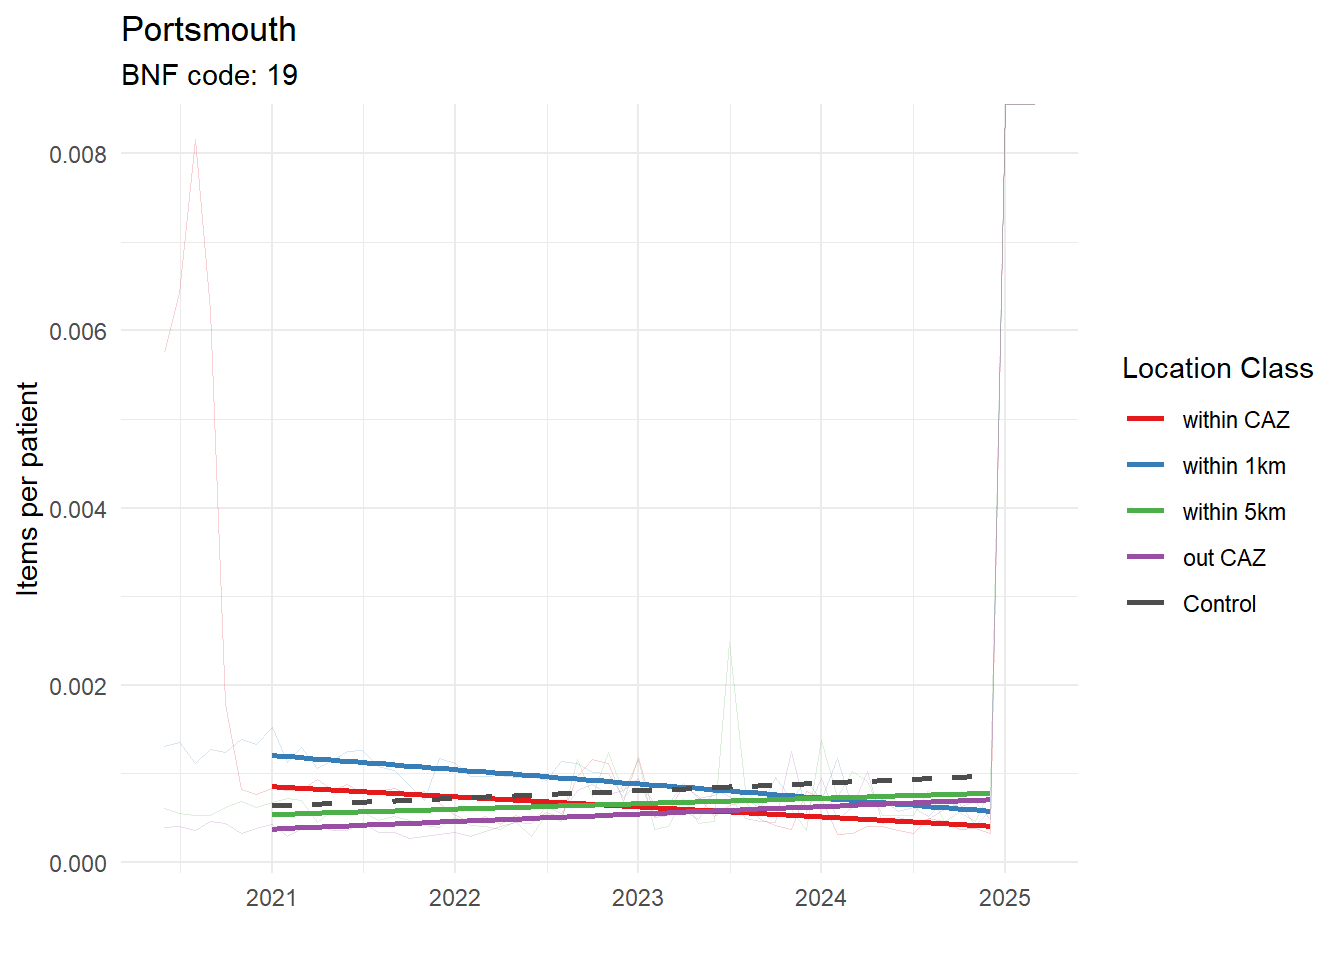 Portsmouth
BNF code: 19
Items per patient
0.008
0.006
0.004
0.002
0.000
2021
2022
2023
2024
2025
Location Class
within CAZ
within 1km
within 5km
out CAZ
Control